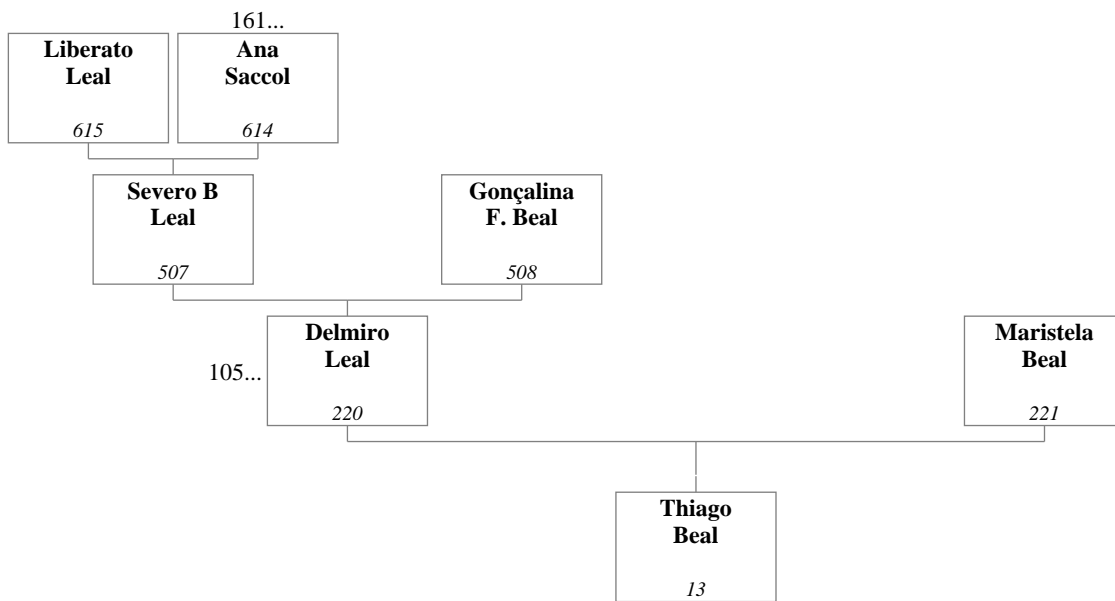 161...
Liberato
Leal
615
Ana
Saccol
614
Severo B
Leal
507
Gonçalina
F. Beal
508
105...
Delmiro
Leal
220
Maristela
Beal
221
Thiago
Beal
13